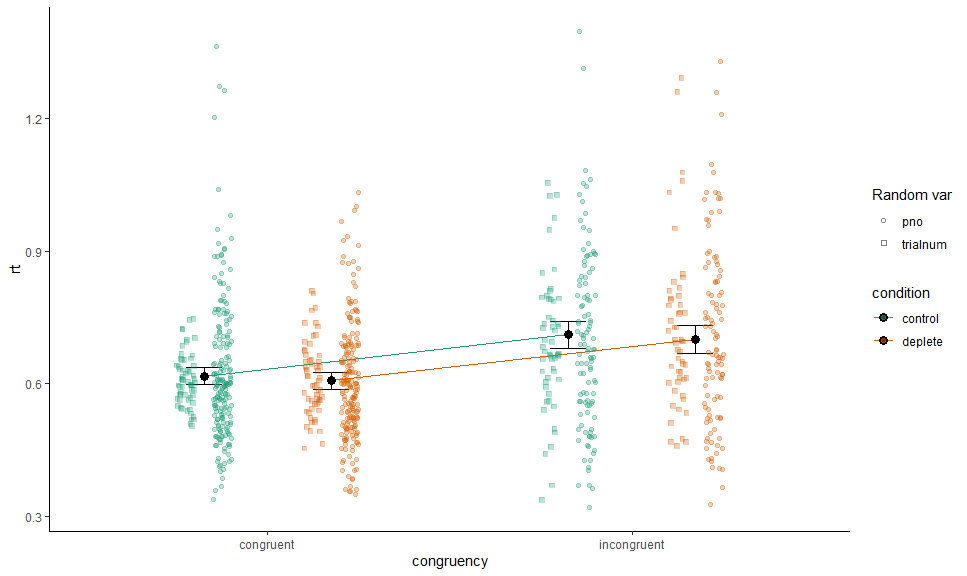 1.2
0.9
0.6
0.3
rt
congruent
incongruent
congruency
Random var
pno
trialnum
condition
control
deplete